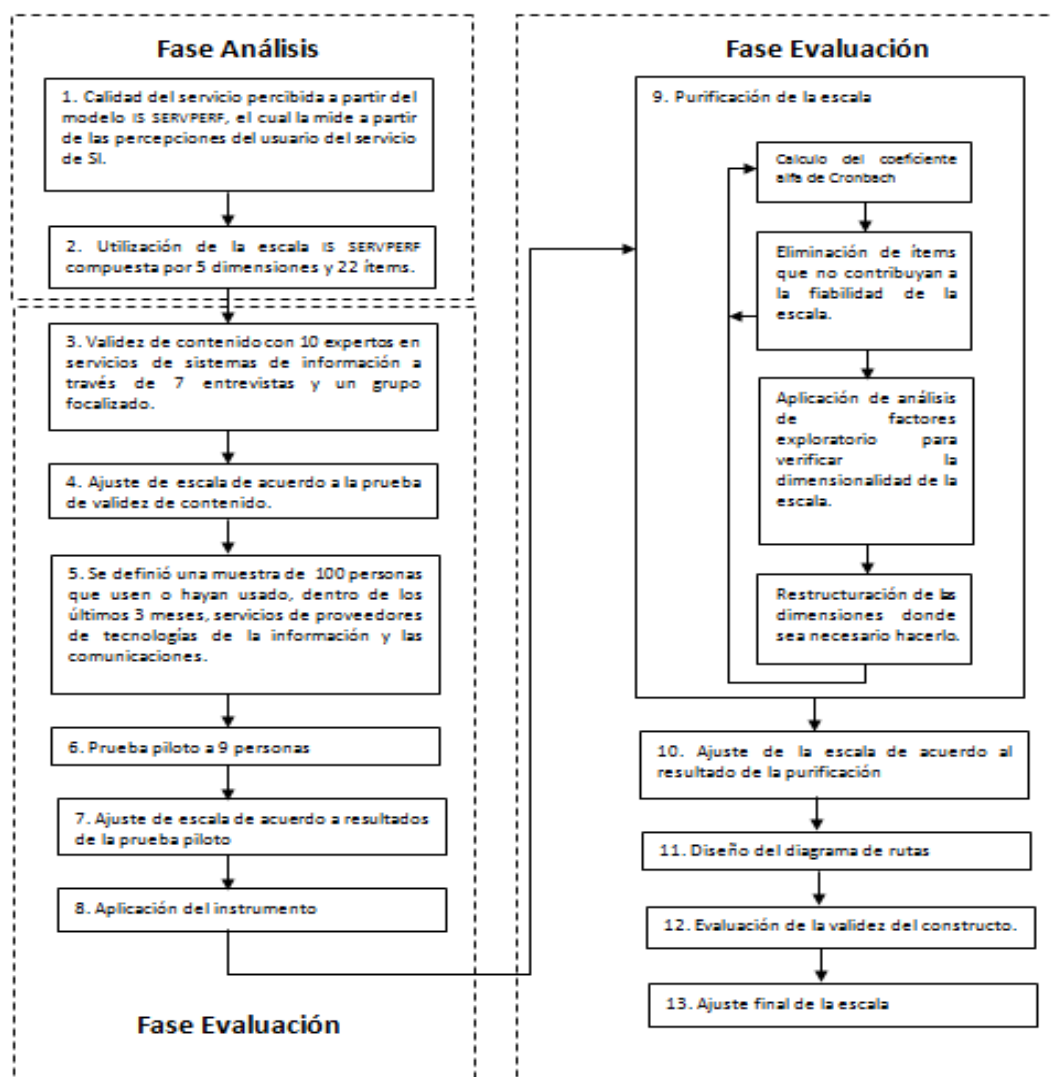 Fase Análisis
1. Calidad del servicio percibida a partir del
modelo IS SERVPERF, el cual la mide a partir
de las percepciones del usuario del servicio
de SI.
2. Utilización de la escala IS SERVPERF
compuesta por 5 dimensiones y 22 ítems.
3. Validez de contenido con 10 expertos en
servicios de sistemas de información a
través de 7 entrevistas y un grupo
focalizado.
4. Ajuste de escala de acuerdo a la prueba
de validez de contenido.
5. Se definió una muestra de 100 personas
que usen o hayan usado, dentro de los
últimos 3 meses, servicios de proveedores
de tecnologías de la información y las
comunicaciones.
6. Prueba piloto a 9 personas
7. Ajuste de escala de acuerdo a resultados
de la prueba piloto
8. Aplicación del instrumento
Fase Evaluación
Fase Evaluación
9. Purificación de la escala
Calculo del coeficiente
alfa de Cronbach
Eliminación de ítems
que no contribuyan a
la fiabilidad de la
escala.
Aplicación de análisis
de factores
exploratorio para
verificar la
dimensionalidad de la
escala.
Restructuración de las
dimensiones donde
sea necesario hacerlo.
10. Ajuste de la escala de acuerdo al
resultado de la purificación
11. Diseño del diagrama de rutas
12. Evaluación de la validez del constructo.
13. Ajuste final de la escala